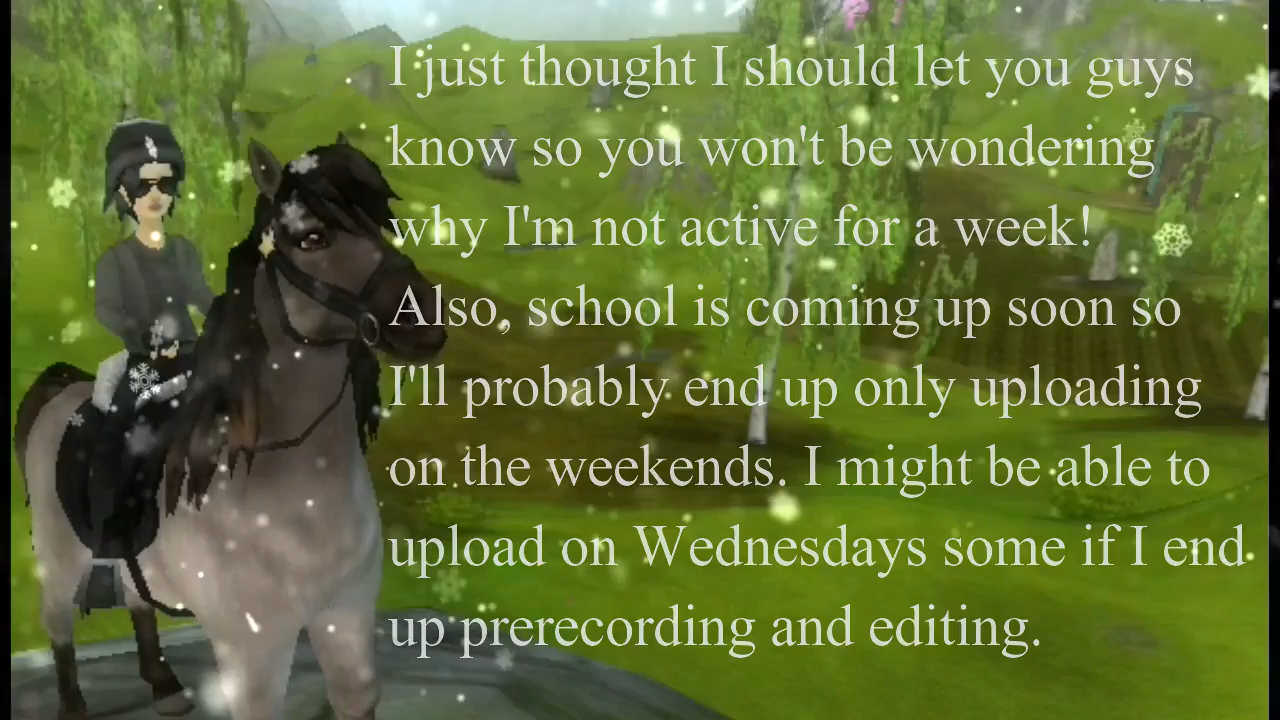 I just thought I should let you guys
know so you won't be wondering
why I'm not active for a week!
Also, school is coming up soon so
I'll probably end up only uploading
on the weekends. I might be able to
upload on Wednesdays some if I end
up prerecording and editing.